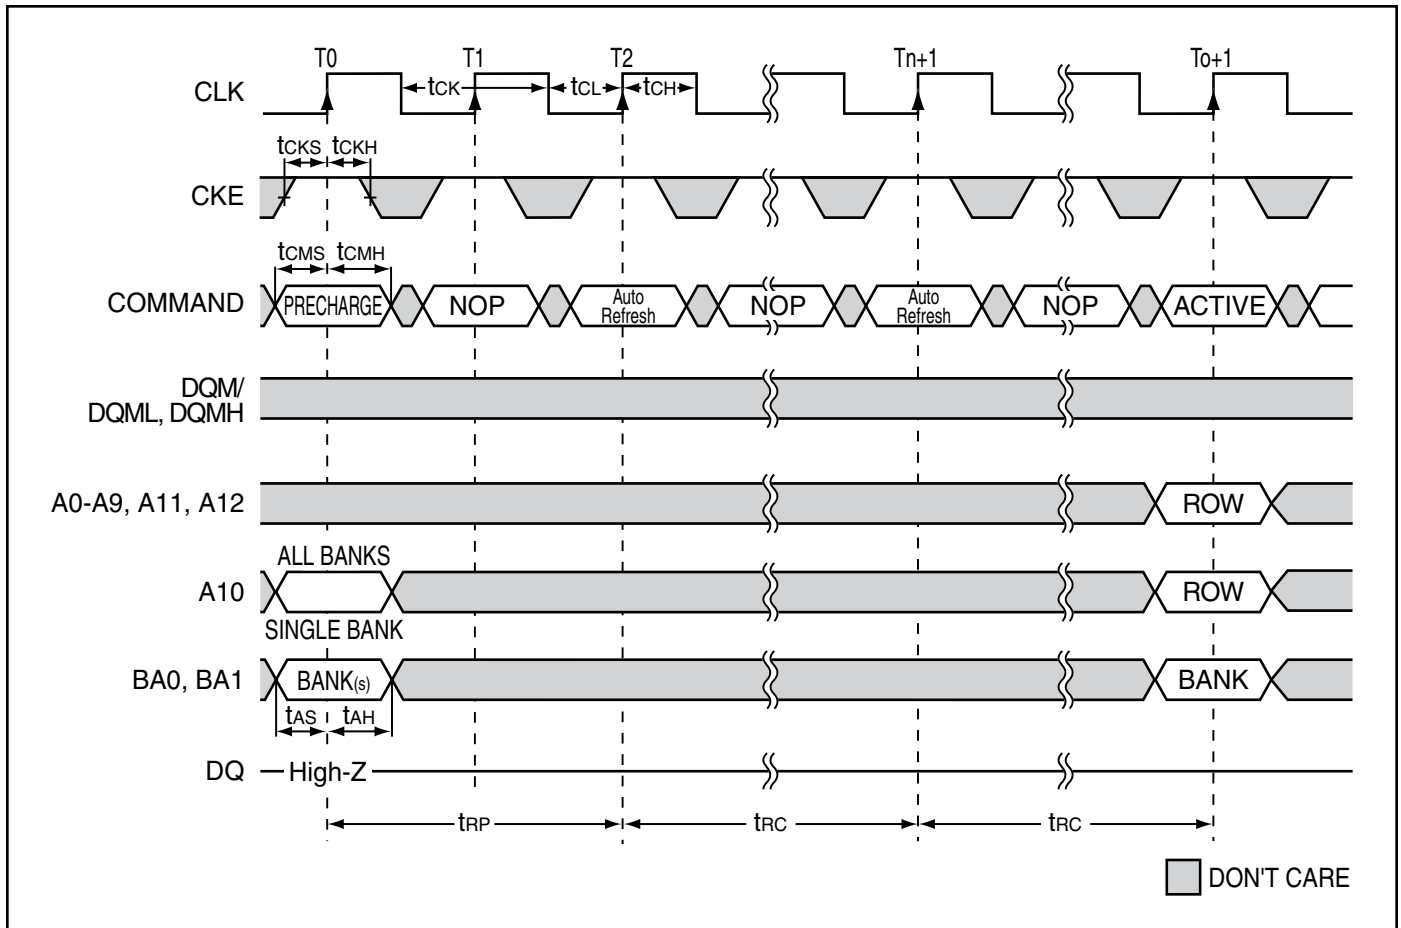 T0 T1 T2 Tn+1 To+1
CLK tCK tCL tCH
tCKS tCKH
CKE
tCMS tCMH
COMMAND PRECHARGE NOP Auto Refresh NOP Auto Refresh NOP ACTIVE
DQM/
DQML, DQMH
A0-A9, A11, A12 ROW
ALL BANKS
A10 ROW
SINGLE BANK
BA0, BA1 BANK(s) BANK
tAS tAH
DQ High-Z
tRP tRC tRC
DON'T CARE